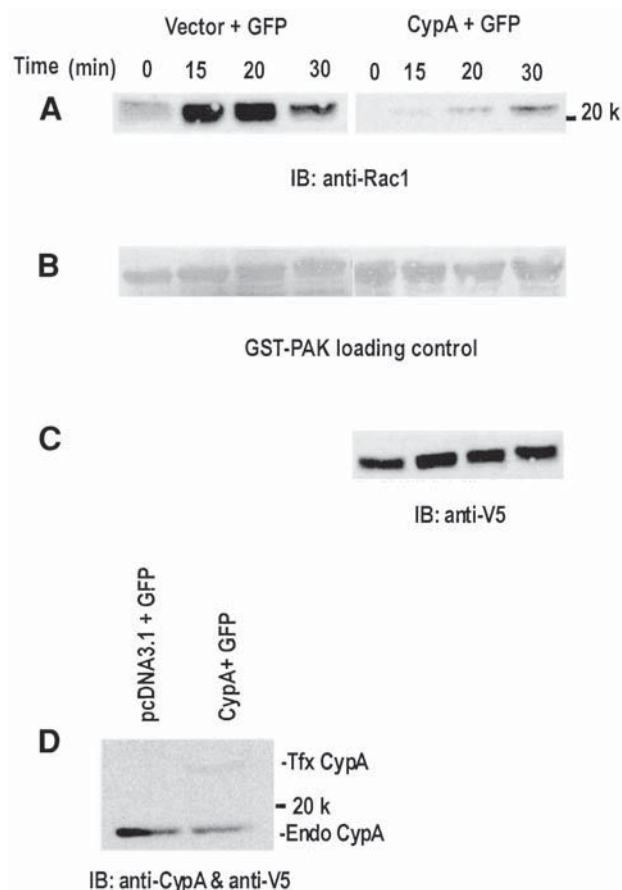 Vector + GFP CypA + GFP
Time (min) 0 15 20 30 0 15 20 30
A
20 k
IB: anti-Rac1
B
GST-PAK loading control
C
IB: anti-V5
pcDNA3.1 + GFP
CypA+ GFP
D
-Tfx CypA
20 k
-Endo CypA
IB: anti-CypA & anti-V5